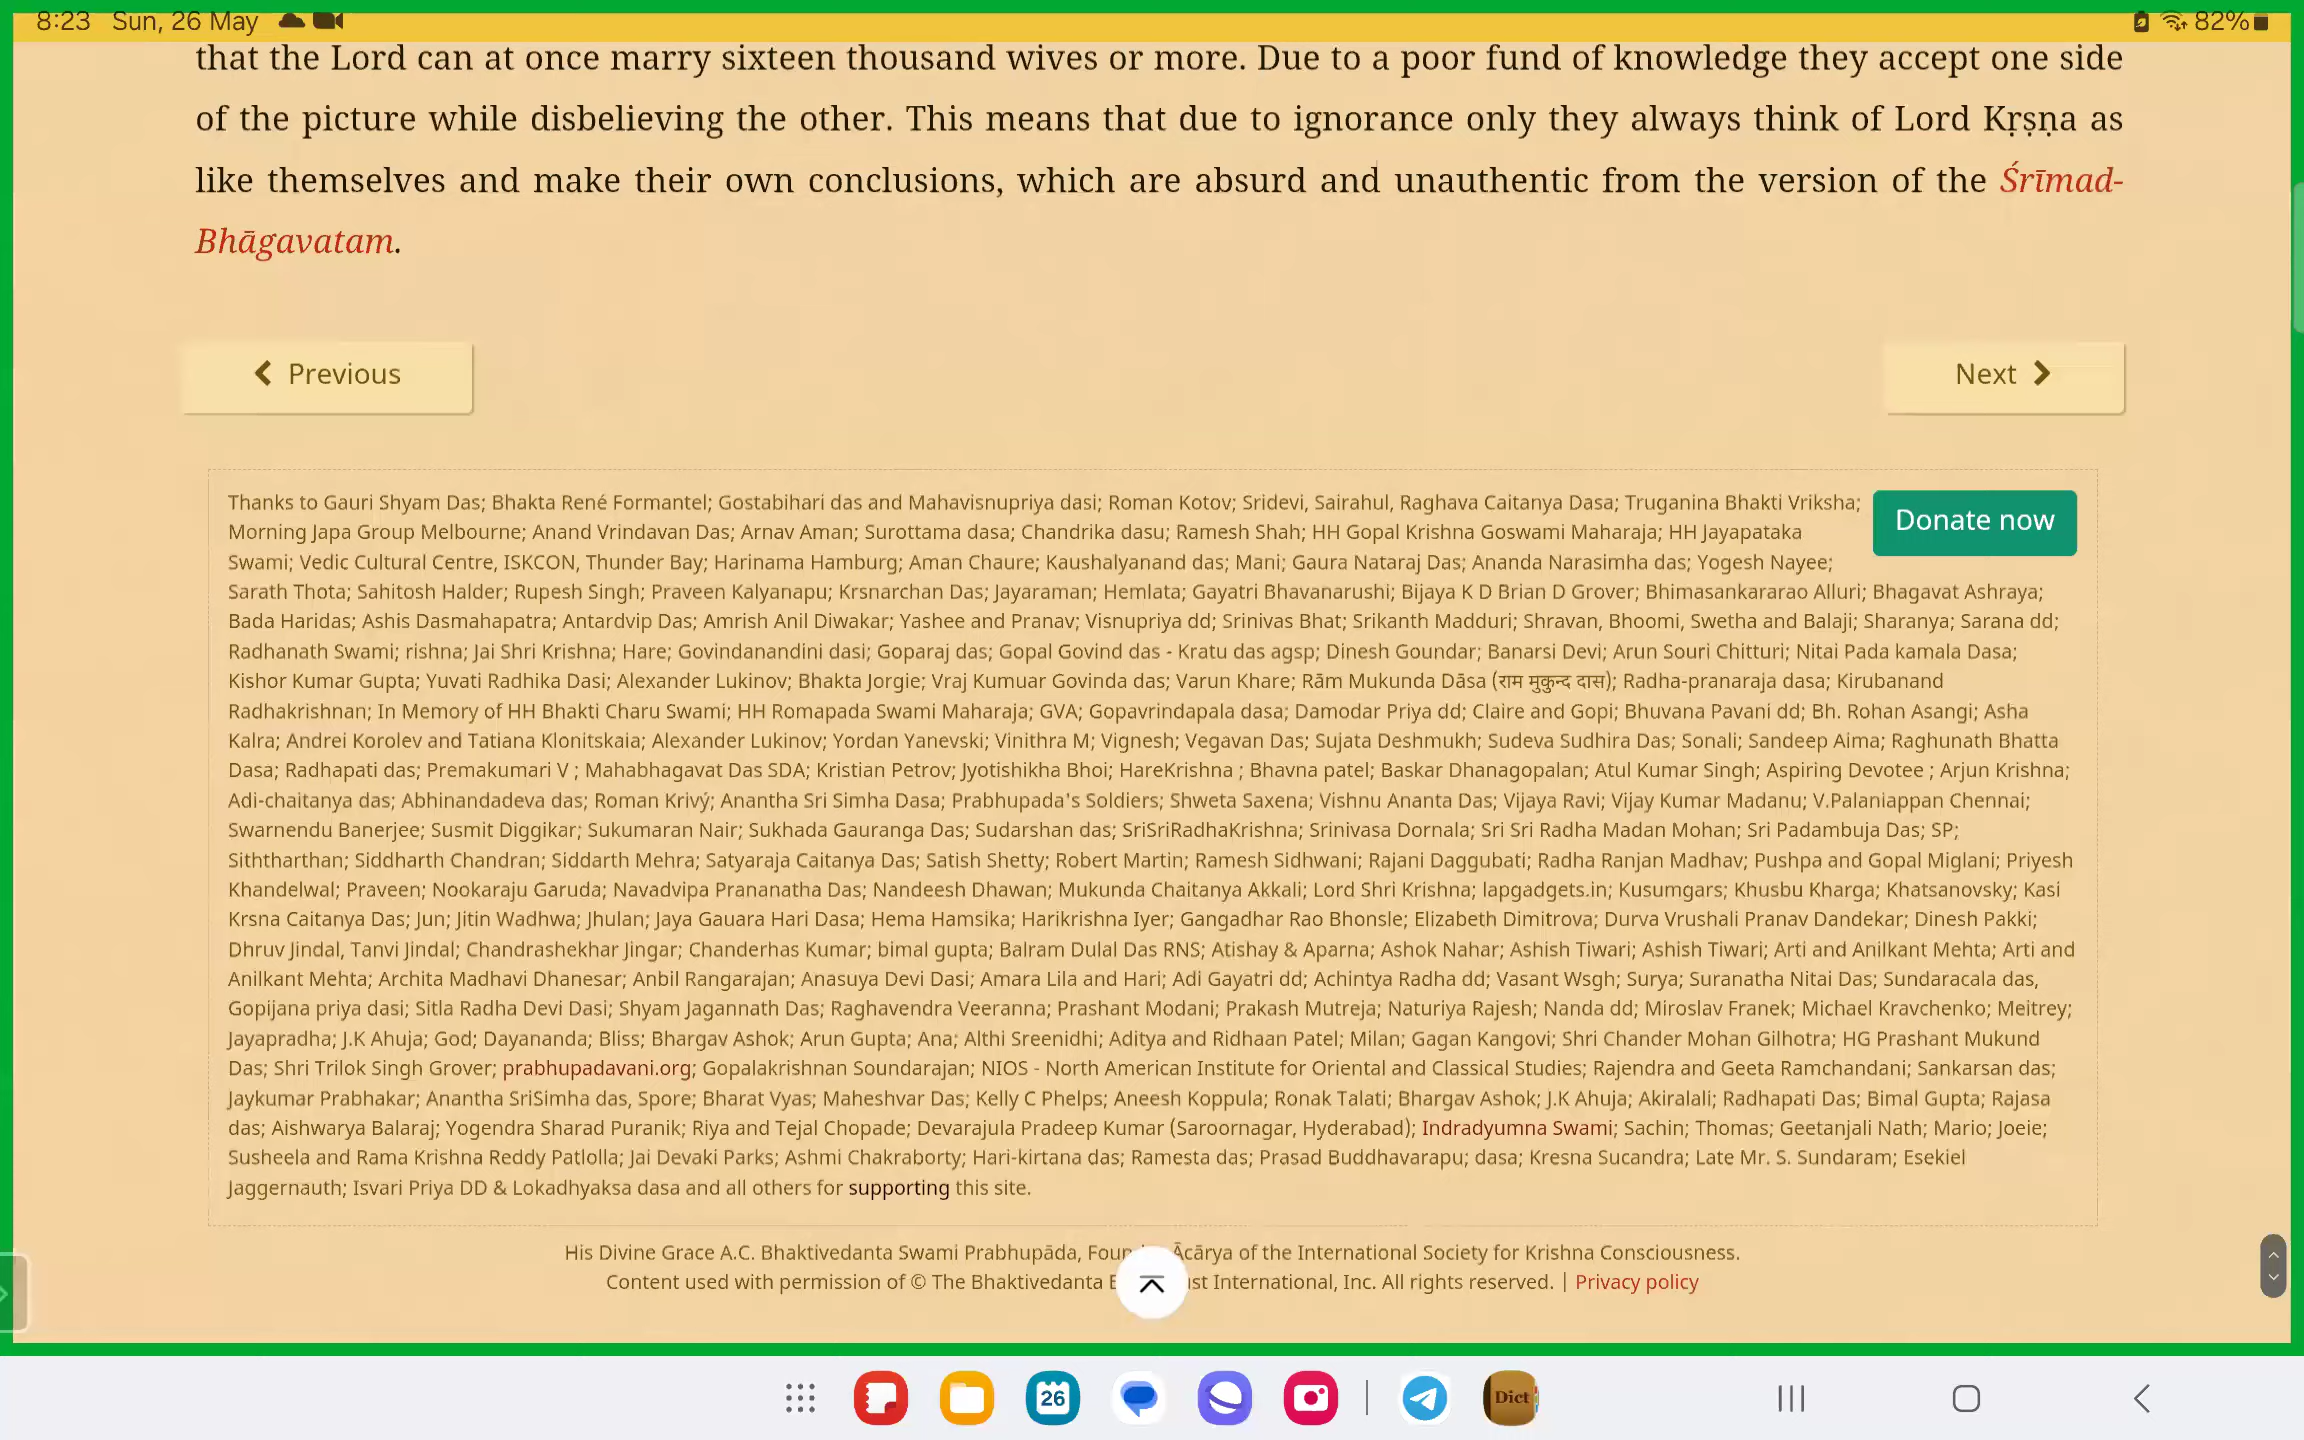 8:23 Sun, 26 May 82%
that the Lord can at once marry sixteen thousand wives or more. Due to a poor fund of knowledge they accept one side
of the picture while disbelieving the other. This means that due to ignorance only they always think of Lord Kṛṣṇa as
like themselves and make their own conclusions, which are absurd and unauthentic from the version of the Śrīmad-
Bhāgavatam.
Previous
Next
Thanks to Gauri Shyam Das; Bhakta René Formantel; Gostabihari das and Mahavisnupriya dasi; Roman Kotov; Sridevi, Sairahul, Raghava Caitanya Dasa; Truganina Bhakti Vriksha;
Donate now
Morning Japa Group Melbourne; Anand Vrindavan Das; Arnav Aman; Surottama dasa; Chandrika dasu; Ramesh Shah; HH Gopal Krishna Goswami Maharaja; HH Jayapataka
Swami; Vedic Cultural Centre, ISKCON, Thunder Bay; Harinama Hamburg; Aman Chaure; Kaushalyanand das; Mani; Gaura Nataraj Das; Ananda Narasimha das; Yogesh Nayee;
Sarath Thota; Sahitosh Halder; Rupesh Singh; Praveen Kalyanapu; Krsnarchan Das; Jayaraman; Hemlata; Gayatri Bhavanarushi; Bijaya K D Brian D Grover; Bhimasankararao Alluri; Bhagavat Ashraya;
Bada Haridas; Ashis Dasmahapatra; Antardvip Das; Amrish Anil Diwakar; Yashee and Pranav; Visnupriya dd; Srinivas Bhat; Srikanth Madduri; Shravan, Bhoomi, Swetha and Balaji; Sharanya; Sarana dd;
Radhanath Swami; rishna; Jai Shri Krishna; Hare; Govindanandini dasi; Goparaj das; Gopal Govind das - Kratu das agsp; Dinesh Goundar; Banarsi Devi; Arun Souri Chitturi; Nitai Pada kamala Dasa;
Kishor Kumar Gupta; Yuvati Radhika Dasi; Alexander Lukinov; Bhakta Jorgie; Vraj Kumuar Govinda das; Varun Khare; Rām Mukunda Dāsa (राम मुकुन्द दास); Radha-pranaraja dasa; Kirubanand
Radhakrishnan; In Memory of HH Bhakti Charu Swami; HH Romapada Swami Maharaja; GVA; Gopavrindapala dasa; Damodar Priya dd; Claire and Gopi; Bhuvana Pavani dd; Bh. Rohan Asangi; Asha
Kalra; Andrei Korolev and Tatiana Klonitskaia; Alexander Lukinov; Yordan Yanevski; Vinithra M; Vignesh; Vegavan Das; Sujata Deshmukh; Sudeva Sudhira Das; Sonali; Sandeep Aima; Raghunath Bhatta
Dasa; Radhapati das; Premakumari V ; Mahabhagavat Das SDA; Kristian Petrov; Jyotishikha Bhoi; HareKrishna ; Bhavna patel; Baskar Dhanagopalan; Atul Kumar Singh; Aspiring Devotee ; Arjun Krishna;
Adi-chaitanya das; Abhinandadeva das; Roman Krivý; Anantha Sri Simha Dasa; Prabhupada's Soldiers; Shweta Saxena; Vishnu Ananta Das; Vijaya Ravi; Vijay Kumar Madanu; V.Palaniappan Chennai;
Swarnendu Banerjee; Susmit Diggikar; Sukumaran Nair; Sukhada Gauranga Das; Sudarshan das; SriSriRadhaKrishna; Srinivasa Dornala; Sri Sri Radha Madan Mohan; Sri Padambuja Das; SP;
Siththarthan; Siddharth Chandran; Siddarth Mehra; Satyaraja Caitanya Das; Satish Shetty; Robert Martin; Ramesh Sidhwani; Rajani Daggubati; Radha Ranjan Madhav; Pushpa and Gopal Miglani; Priyesh
Khandelwal; Praveen; Nookaraju Garuda; Navadvipa Prananatha Das; Nandeesh Dhawan; Mukunda Chaitanya Akkali; Lord Shri Krishna; lapgadgets.in; Kusumgars; Khusbu Kharga; Khatsanovsky; Kasi
Krsna Caitanya Das; Jun; Jitin Wadhwa; Jhulan; Jaya Gauara Hari Dasa; Hema Hamsika; Harikrishna Iyer; Gangadhar Rao Bhonsle; Elizabeth Dimitrova; Durva Vrushali Pranav Dandekar; Dinesh Pakki;
Dhruv Jindal, Tanvi Jindal; Chandrashekhar Jingar; Chanderhas Kumar; bimal gupta; Balram Dulal Das RNS; Atishay & Aparna; Ashok Nahar; Ashish Tiwari; Ashish Tiwari; Arti and Anilkant Mehta; Arti and
Anilkant Mehta; Archita Madhavi Dhanesar; Anbil Rangarajan; Anasuya Devi Dasi; Amara Lila and Hari; Adi Gayatri dd; Achintya Radha dd; Vasant Wsgh; Surya; Suranatha Nitai Das; Sundaracala das,
Gopijana priya dasi; Sitla Radha Devi Dasi; Shyam Jagannath Das; Raghavendra Veeranna; Prashant Modani; Prakash Mutreja; Naturiya Rajesh; Nanda dd; Miroslav Franek; Michael Kravchenko; Meitrey;
Jayapradha; J.K Ahuja; God; Dayananda; Bliss; Bhargav Ashok; Arun Gupta; Ana; Althi Sreenidhi; Aditya and Ridhaan Patel; Milan; Gagan Kangovi; Shri Chander Mohan Gilhotra; HG Prashant Mukund
Das; Shri Trilok Singh Grover; prabhupadavani.org; Gopalakrishnan Soundarajan; NIOS - North American Institute for Oriental and Classical Studies; Rajendra and Geeta Ramchandani; Sankarsan das;
Jaykumar Prabhakar; Anantha SriSimha das, Spore; Bharat Vyas; Maheshvar Das; Kelly C Phelps; Aneesh Koppula; Ronak Talati; Bhargav Ashok; J.K Ahuja; Akiralali; Radhapati Das; Bimal Gupta; Rajasa
das; Aishwarya Balaraj; Yogendra Sharad Puranik; Riya and Tejal Chopade; Devarajula Pradeep Kumar (Saroornagar, Hyderabad); Indradyumna Swami; Sachin; Thomas; Geetanjali Nath; Mario; Joeie;
Susheela and Rama Krishna Reddy Patlolla; Jai Devaki Parks; Ashmi Chakraborty; Hari-kirtana das; Ramesta das; Prasad Buddhavarapu; dasa; Kresna Sucandra; Late Mr. S. Sundaram; Esekiel
Jaggernauth; Isvari Priya DD & Lokadhyaksa dasa and all others for supporting this site.
His Divine Grace A.C. Bhaktivedanta Swami Prabhupāda, Ācārya of the International Society for Krishna Consciousness.
Content used with permission of © The Bhaktivedanta International, Inc. All rights reserved. | Privacy policy
26
Dict